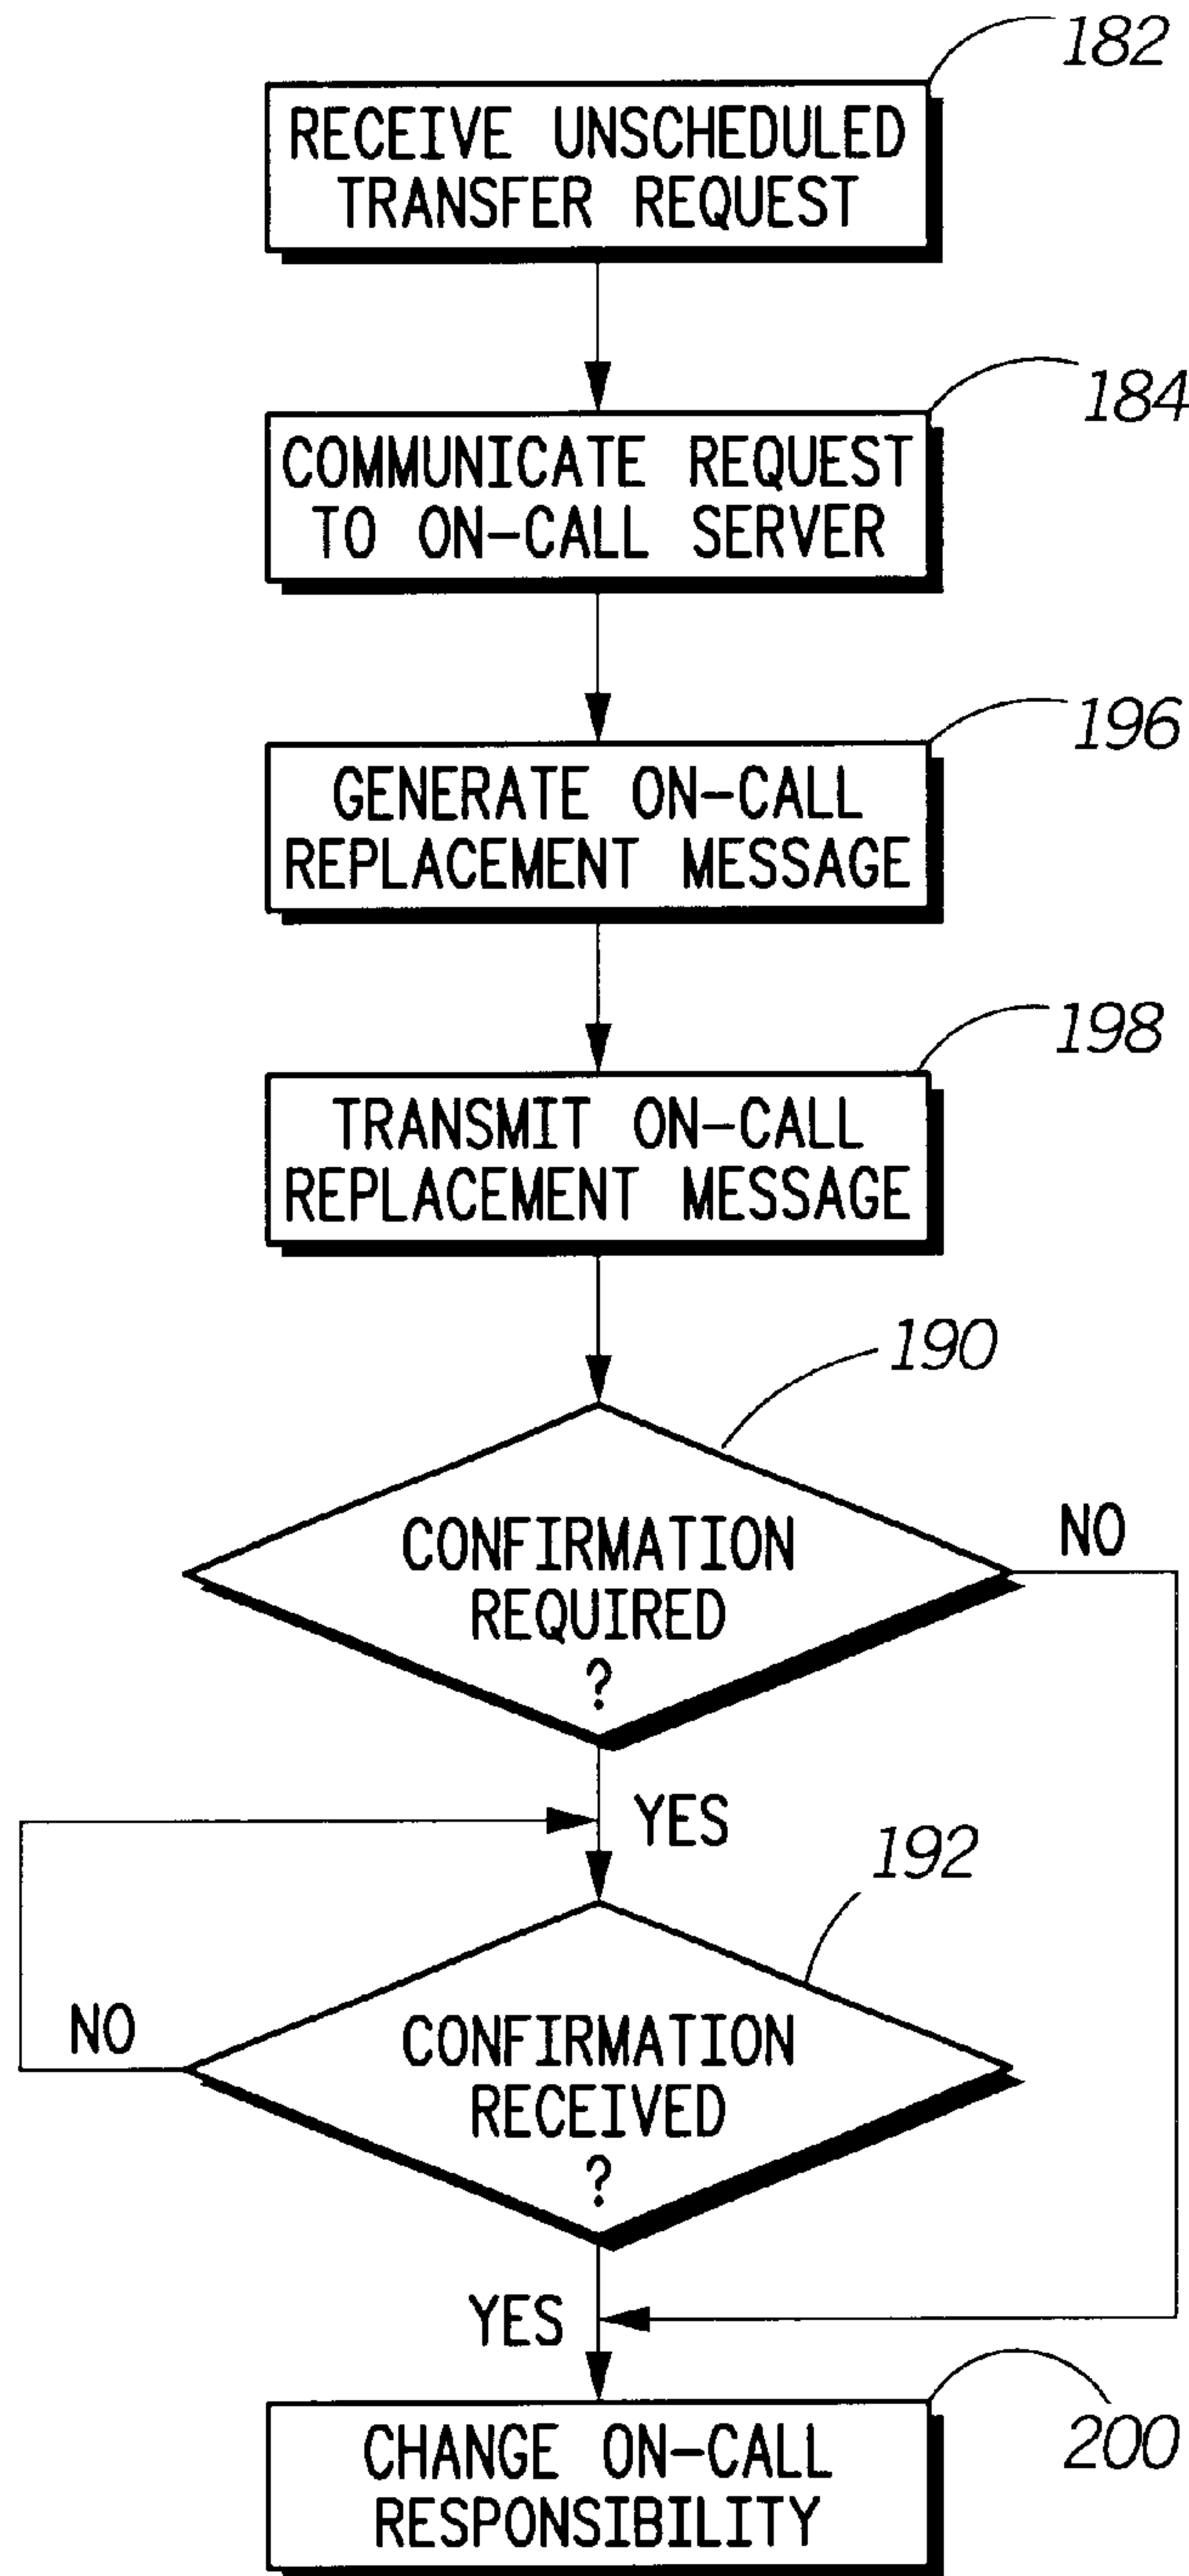 182
RECEIVE UNSCHEDULED
TRANSFER REQUEST
184
COMMUNICATE REQUEST
TO ON-CALL SERVER
196
GENERATE ON-CALL
REPLACEMENT MESSAGE
198
TRANSMIT ON-CALL
REPLACEMENT MESSAGE
190
CONFIRMATION
REQUIRED
?
NO
YES
192
NO
CONFIRMATION
RECEIVED
?
YES
200
CHANGE ON-CALL
RESPONSIBILITY